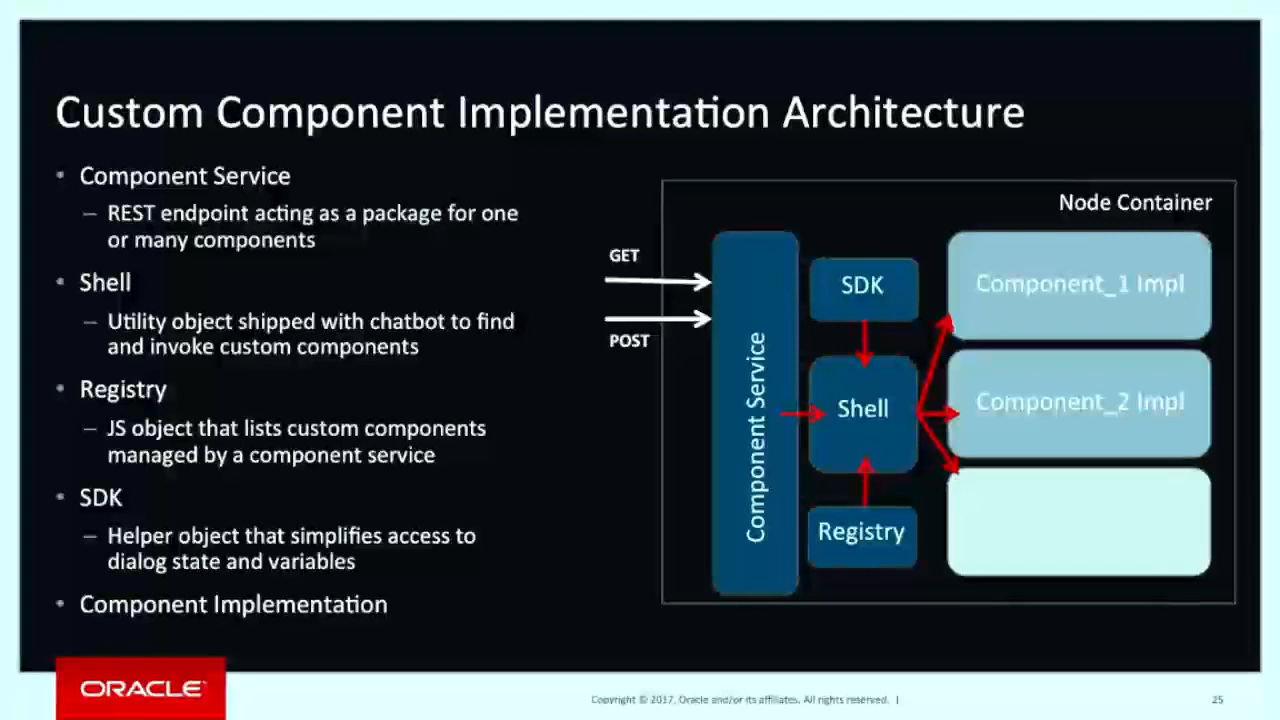 Custom Component Implementation Architecture
• Component Service
– REST endpoint acting as a package for one
or many components
• Shell
– Utility object shipped with chatbot to find
and invoke custom components
• Registry
– JS object that lists custom components
managed by a component service
• SDK
– Helper object that simplifies access to
dialog state and variables
• Component Implementation
Node Container
GET
POST
Component Service
SDK
Shell
Registry
Component_1 Impl
Component_2 Impl
ORACLE
Copyright © 2017, Oracle and/or its affiliates. All rights reserved. |
25